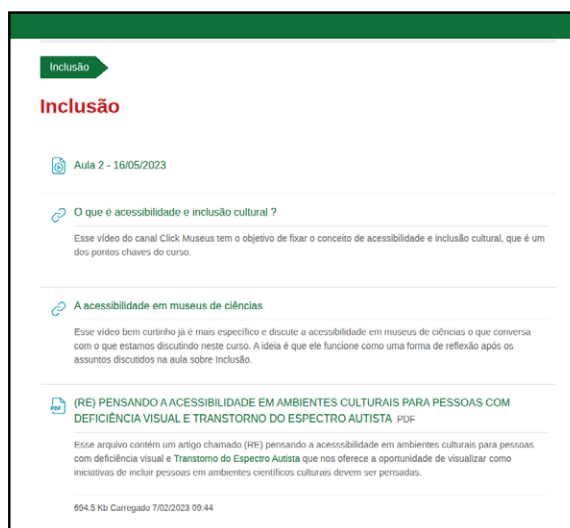 Inclusão
Inclusão
Aula 2 - 16/05/2023
O que é acessibilidade e inclusão cultural ?
Esse vídeo do canal Click Museus tem o objetivo de fixar o conceito de acessibilidade e inclusão cultural, que é um
dos pontos chaves do curso.
A acessibilidade em museus de ciências
Esse vídeo bem curtinho já é mais específico e discute a acessibilidade em museus de ciências o que conversa
com o que estamos discutindo neste curso. A ideia é que ele funcione como uma forma de reflexão após os
assuntos discutidos na aula sobre Inclusão.
PDF
(RE) PENSANDO A ACESSIBILIDADE EM AMBIENTES CULTURAIS PARA PESSOAS COM
DEFICIÊNCIA VISUAL E TRANSTORNO DO ESPECTRO AUTISTA PDF
Esse arquivo contém um artigo chamado (RE) pensando a acessibilidade em ambientes culturais para pessoas
com deficiência visual e Transtorno do Espectro Autista que nos oferece a oportunidade de visualizar como
iniciativas de incluir pessoas em ambientes científicos culturais devem ser pensadas.
694.5 Kb Carregado 7/02/2023 09:44